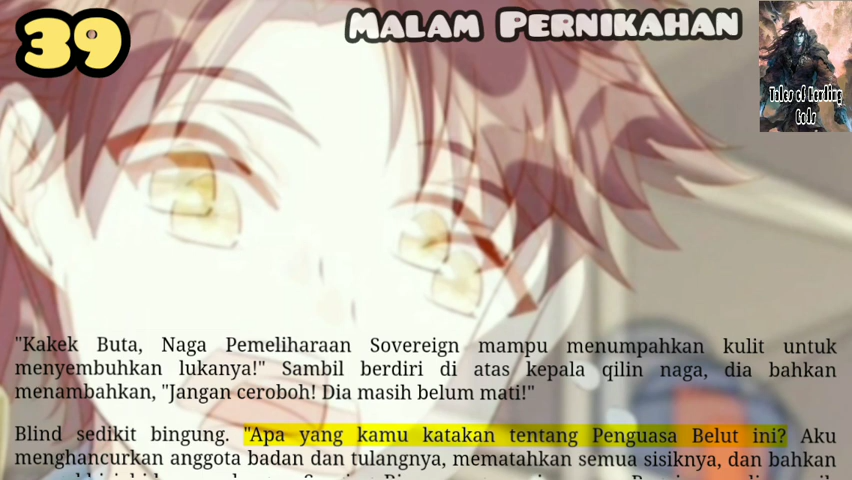 39
MALAM PERNIKAHAN
Tales of Herding
Gods
"Kakek Buta, Naga Pemeliharaan Sovereign mampu menumpahkan kulit untuk
menyembuhkan lukanya!" Sambil berdiri di atas kepala qilin naga, dia bahkan
menambahkan, "Jangan ceroboh! Dia masih belum mati!"
Blind sedikit bingung. "Apa yang kamu katakan tentang Penguasa Belut ini? Aku
menghancurkan anggota badan dan tulangnya, mematahkan semua sisiknya, dan bahkan